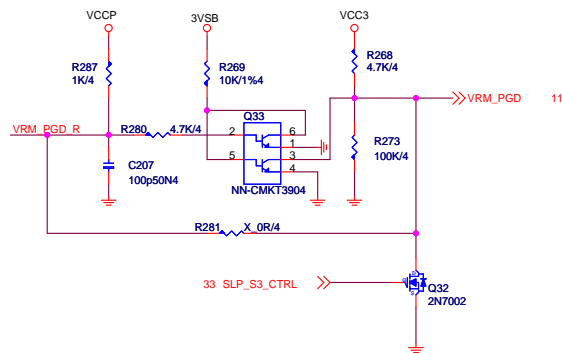 VCCP
3VSB
VCC3
R287
1K/4
R269
10K/1%4
R268
4.7K/4
VRM_PGD 11
Q33
VRM_PGD_R
R280 4.7K/4
2
6
1
5
3
4
R273
100K/4
C207
100p50N4
NN-CMKT3904
R281 X_0R/4
33 SLP_S3_CTRL
Q32
2N7002